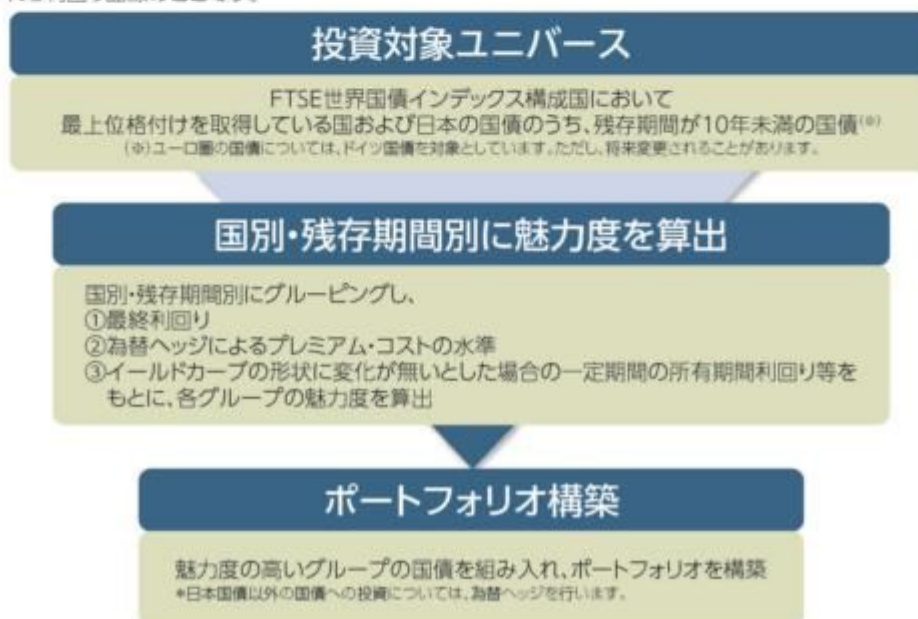 投資対象ユニバース
FTSE世界国債インデックス構成国において
最上位格付けを取得している国および日本の国債のうち、残存期間が10年未満の国債(※)
(※)ユーロ圏の国債については、ドイツ国債を対象としています。ただし、将来変更されることがあります。
国別・残存期間別に魅力度を算出
国別・残存期間別にグルーピングし、
①最終利回り
②為替ヘッジによるプレミアム・コストの水準
③イールドカーブの形状に変化が無いとした場合の一定期間の所有期間利回り等を
もとに、各グループの魅力度を算出
ポートフォリオ構築
魅力度の高いグループの国債を組み入れ、ポートフォリオを構築
*日本国債以外の国債への投資については、為替ヘッジを行います。